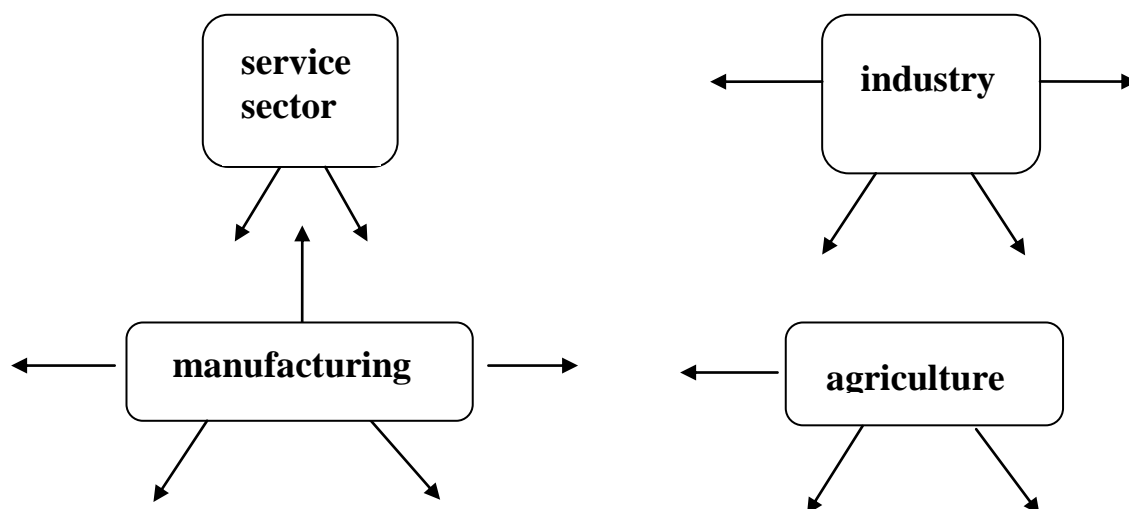 service
sector
industry
manufacturing
agriculture